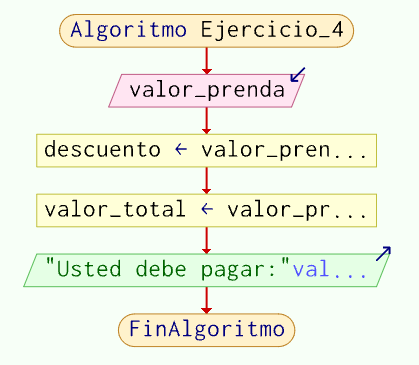 Algoritmo Ejercicio_4
valor_prenda
descuento ← valor_pren...
valor_total ← valor_pr...
"Usted debe pagar:"val...
FinAlgoritmo